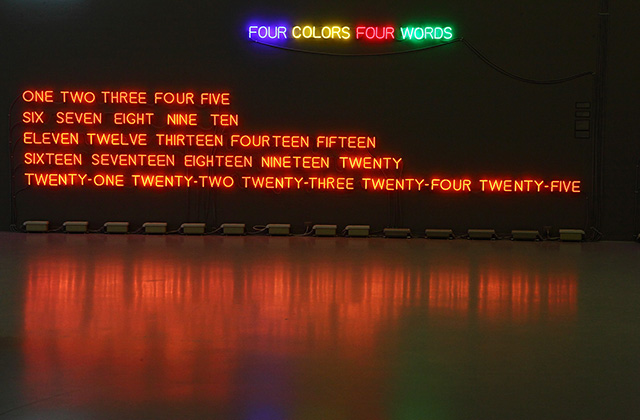 FOUR COLORS FOUR WORDS
ONE TWO THREE FOUR FIVE
SIX SEVEN EIGHT NINE TEN
ELEVEN TWELVE THIRTEEN FOURTEEN FIFTEEN
SIXTEEN SEVENTEEN EIGHTEEN NINETEEN TWENTY
TWENTY-ONE TWENTY-TWO TWENTY-THREE TWENTY-FOUR TWENTY-FIVE